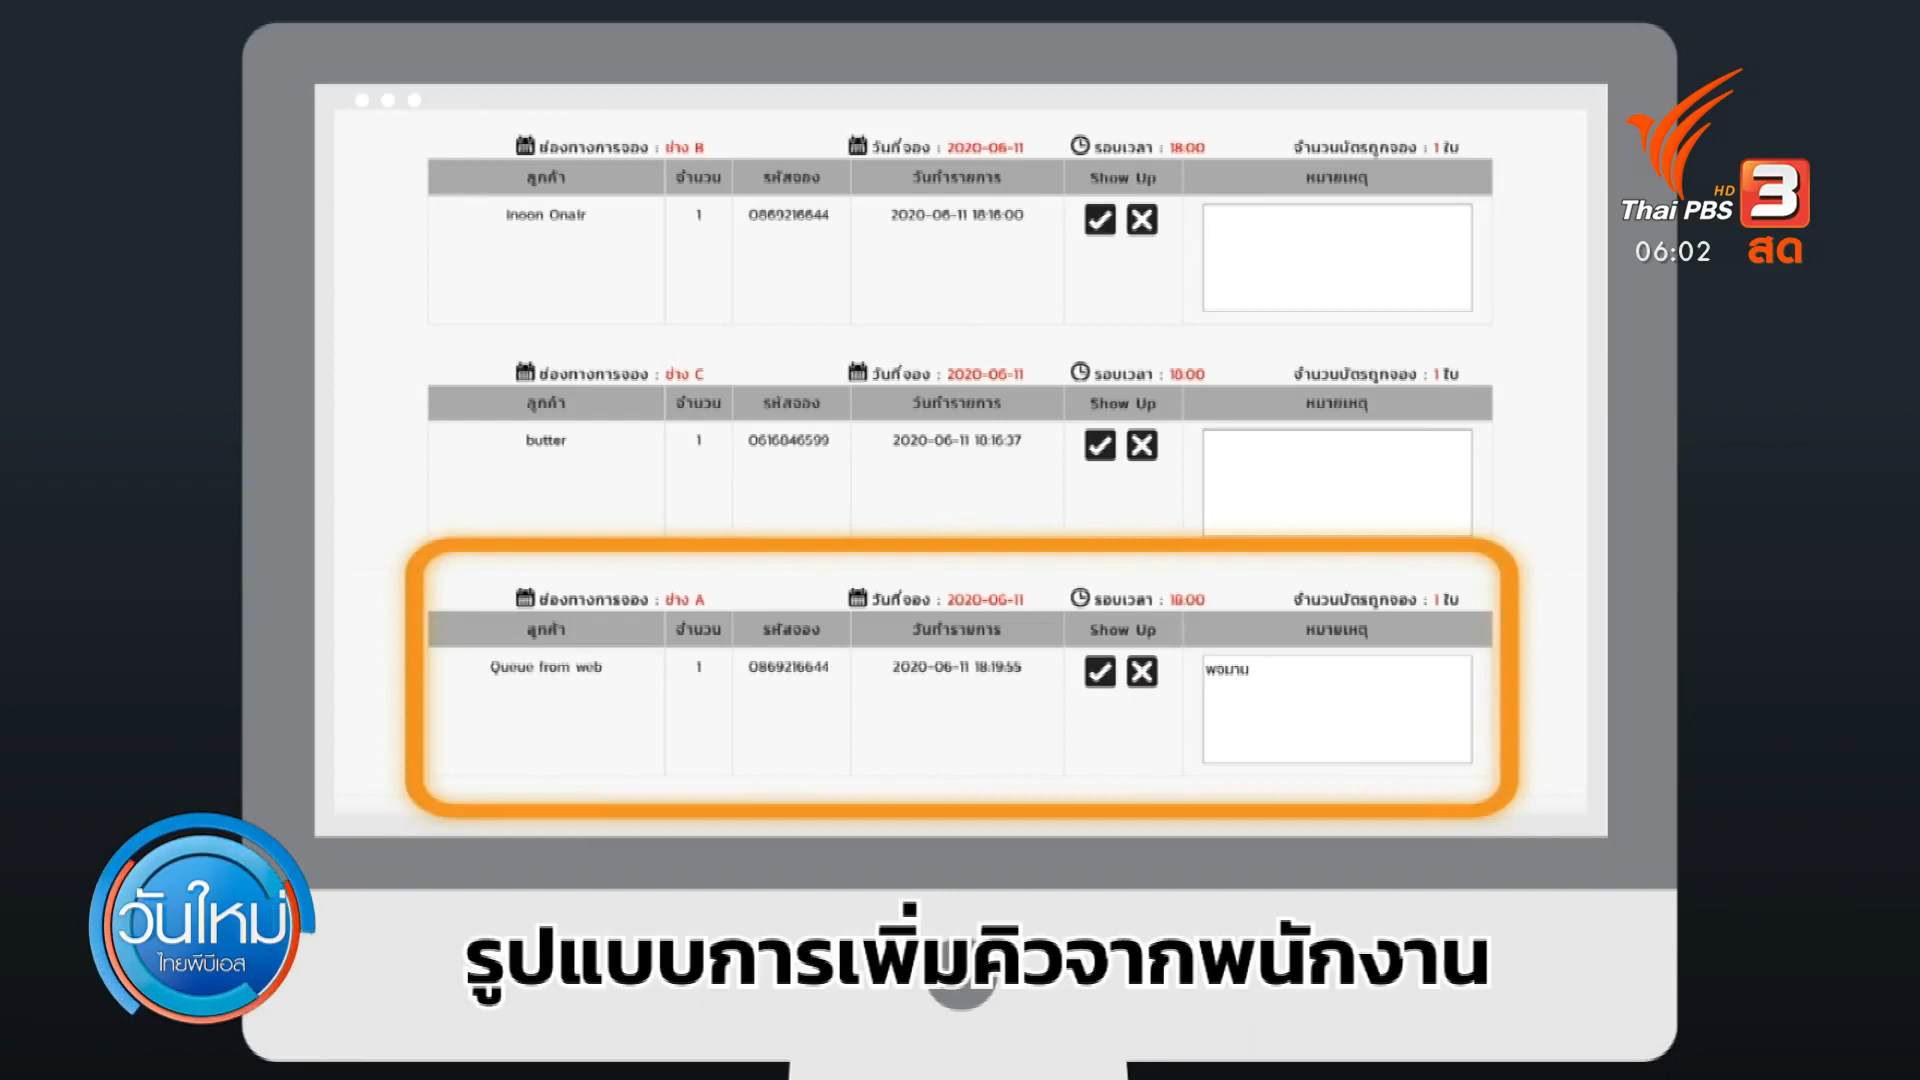 ช่องทางการจอง : ช่าง B วันที่จอง : 2020-06-11 รอบเวลา : 18:00 จำนวนบัตรถูกจอง : 1 ใบ
ลูกค้า จำนวน รหัสจอง วันทำรายการ Show Up หมายเหตุ
Inoon Onair 1 0869216644 2020-06-11 18:16:00
ช่องทางการจอง : ช่าง C วันที่จอง : 2020-06-11 รอบเวลา : 18:00 จำนวนบัตรถูกจอง : 1 ใบ
ลูกค้า จำนวน รหัสจอง วันทำรายการ Show Up หมายเหตุ
butter 1 0616846599 2020-06-11 18:16:37
ช่องทางการจอง : ช่าง A วันที่จอง : 2020-06-11 รอบเวลา : 18:00 จำนวนบัตรถูกจอง : 1 ใบ
ลูกค้า จำนวน รหัสจอง วันทำรายการ Show Up หมายเหตุ
Queue from web 1 0869216644 2020-06-11 18:19:55 พจมาน
HD
Thai PBS 3
06:02 สด
วันใหม่
ไทยพีบีเอส
รูปแบบการเพิ่มคิวจากพนักงาน